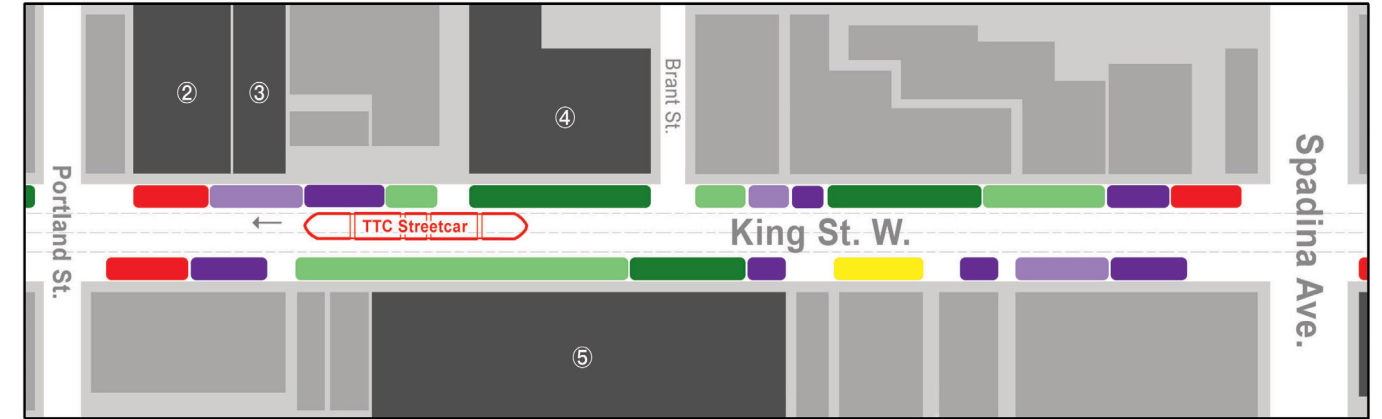 ② ③ ④
Brant St.
Portland St.
TTC Streetcar
King St. W.
Spadina Ave.
⑤